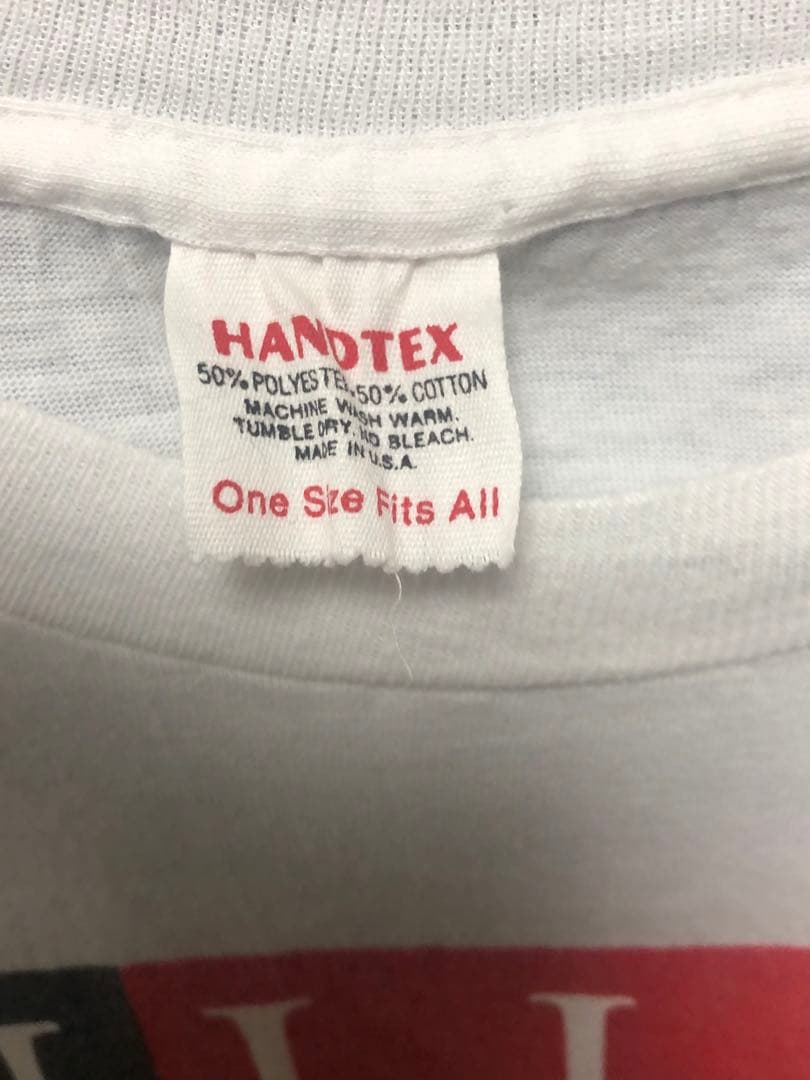 HANDTEX
50% POLYESTER, 50% COTTON
MACHINE WASH WARM.
TUMBLE DRY. NO BLEACH.
MADE IN U.S.A.
One Size Fits All